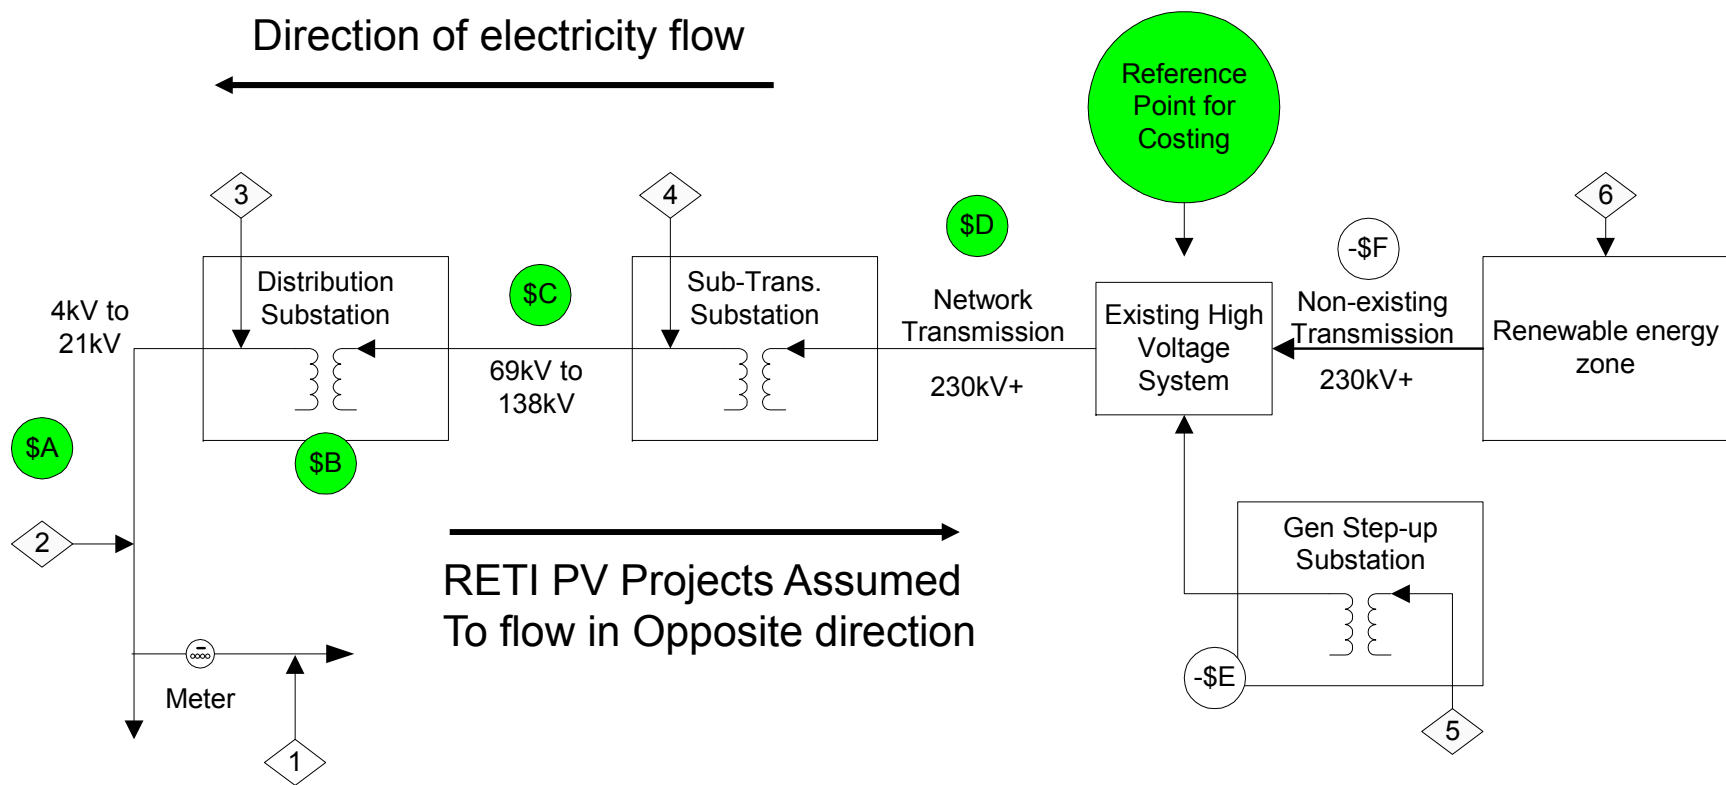 Direction of electricity flow
Reference
Point for
Costing
3
4
6
$D
-$F
$C
Distribution
Substation
Sub-Trans.
Substation
Network
Transmission
230kV+
Existing High
Voltage
System
Non-existing
Transmission
230kV+
Renewable energy
zone
4kV to
21kV
69kV to
138kV
$A
$B
2
RETI PV Projects Assumed
To flow in Opposite direction
Gen Step-up
Substation
-$E
Meter
5
1